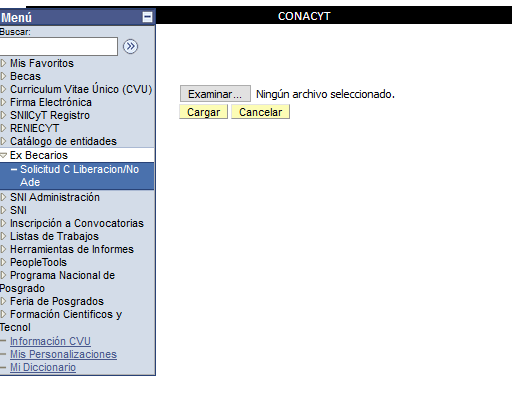 CONACYT
Menú
Buscar:
Mis Favoritos
Becas
Curriculum Vitae Único (CVU)
Firma Electrónica
SNIICyT Registro
RENIECYT
Catálogo de entidades
Ex Becarios
Solicitud C Liberacion/No
Ade
SNI Administración
SNI
Inscripción a Convocatorias
Listas de Trabajos
Herramientas de Informes
PeopleTools
Programa Nacional de
Posgrado
Feria de Posgrados
Formación Cientificos y
Tecnol
Información CVU
Mis Personalizaciones
Mi Diccionario
Examinar... Ningún archivo seleccionado.
Cargar Cancelar